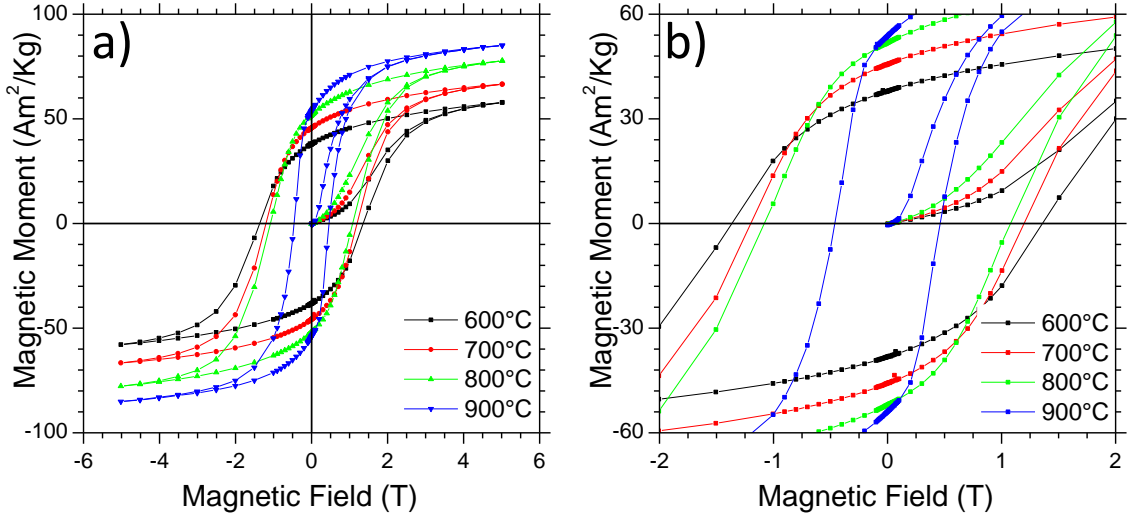 a)
Magnetic Moment (Am²/Kg)
100
50
0
-50
-100
-6
-4
-2
0
2
4
6
Magnetic Field (T)
600°C
700°C
800°C
900°C
b)
Magnetic Moment (Am²/Kg)
60
30
0
-30
-60
-2
-1
0
1
2
Magnetic Field (T)
600°C
700°C
800°C
900°C